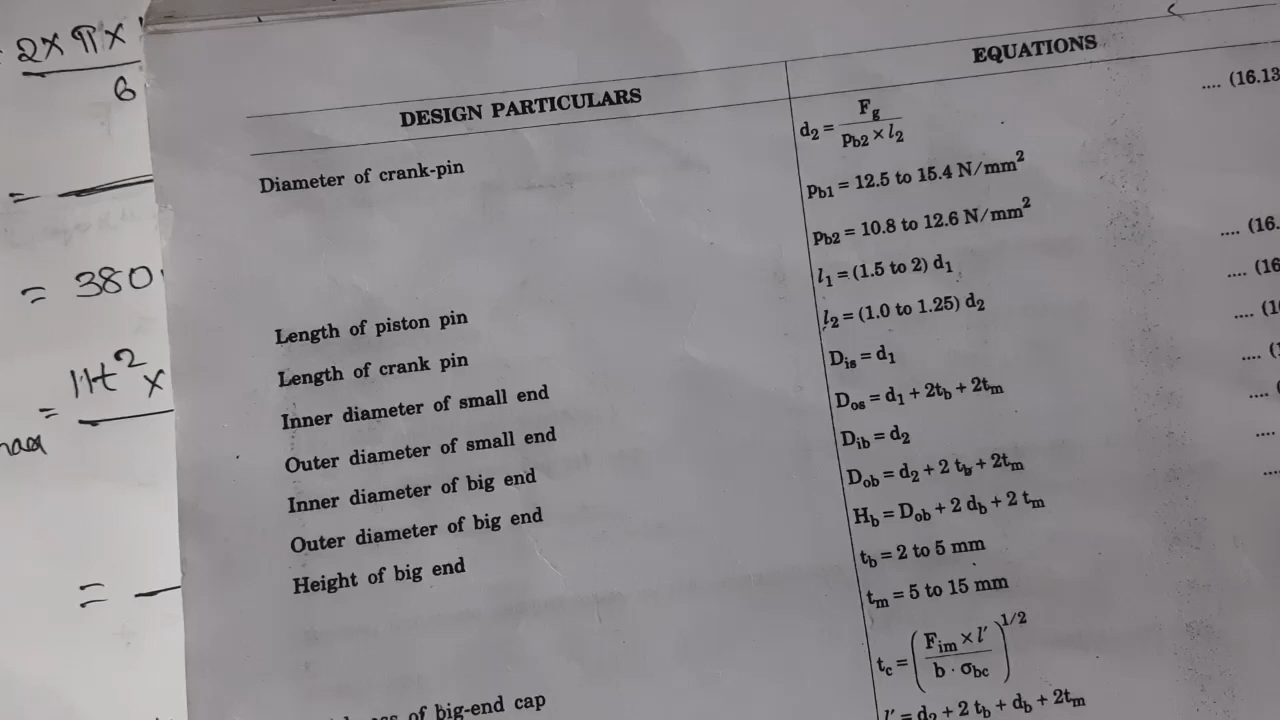 2 × π ×
6
=
= 380
= 11t² ×
=
DESIGN PARTICULARS EQUATIONS
Diameter of crank-pin d₂ = F_g / (p_b2 × l₂) .... (16.13
p_b1 = 12.5 to 15.4 N/mm²
p_b2 = 10.8 to 12.6 N/mm²
Length of piston pin l₁ = (1.5 to 2) d₁ .... (16.
Length of crank pin l₂ = (1.0 to 1.25) d₂ .... (16
Inner diameter of small end D_is = d₁ .... (1
Outer diameter of small end D_os = d₁ + 2t_b + 2t_m .... (
Inner diameter of big end D_ib = d₂ .... (
Outer diameter of big end D_ob = d₂ + 2 t_b + 2t_m ....
Height of big end H_b = D_ob + 2 d_b + 2 t_m ....
t_b = 2 to 5 mm
t_m = 5 to 15 mm
of big-end cap t_c = (F_im × l′ / b · σ_bc)^1/2
l′ = d₂ + 2 t_b + d_b + 2t_m